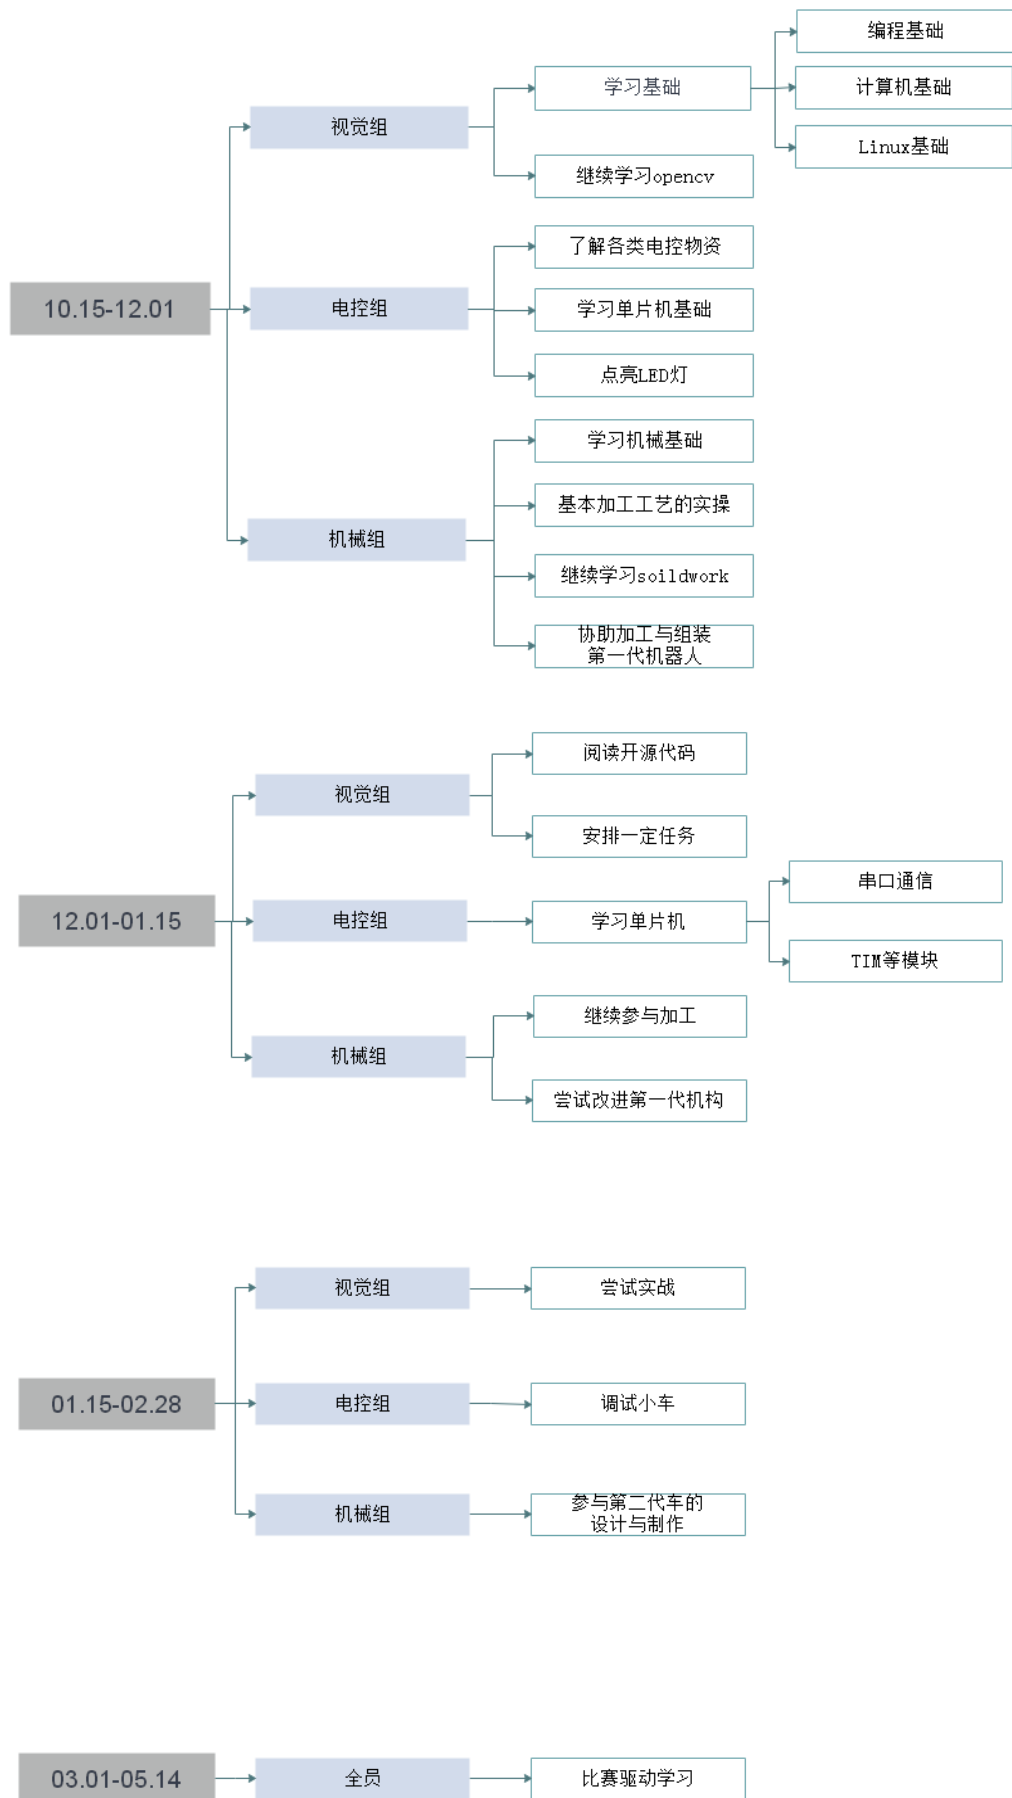 10.15-12.01
视觉组
学习基础
编程基础
计算机基础
Linux基础
继续学习opencv
电控组
了解各类电控物资
学习单片机基础
点亮LED灯
机械组
学习机械基础
基本加工工艺的实操
继续学习soildwork
协助加工与组装
第一代机器人
12.01-01.15
视觉组
阅读开源代码
安排一定任务
电控组
学习单片机
串口通信
TIM等模块
机械组
继续参与加工
尝试改进第一代机构
01.15-02.28
视觉组
尝试实战
电控组
调试小车
机械组
参与第二代车的
设计与制作
03.01-05.14
全员
比赛驱动学习